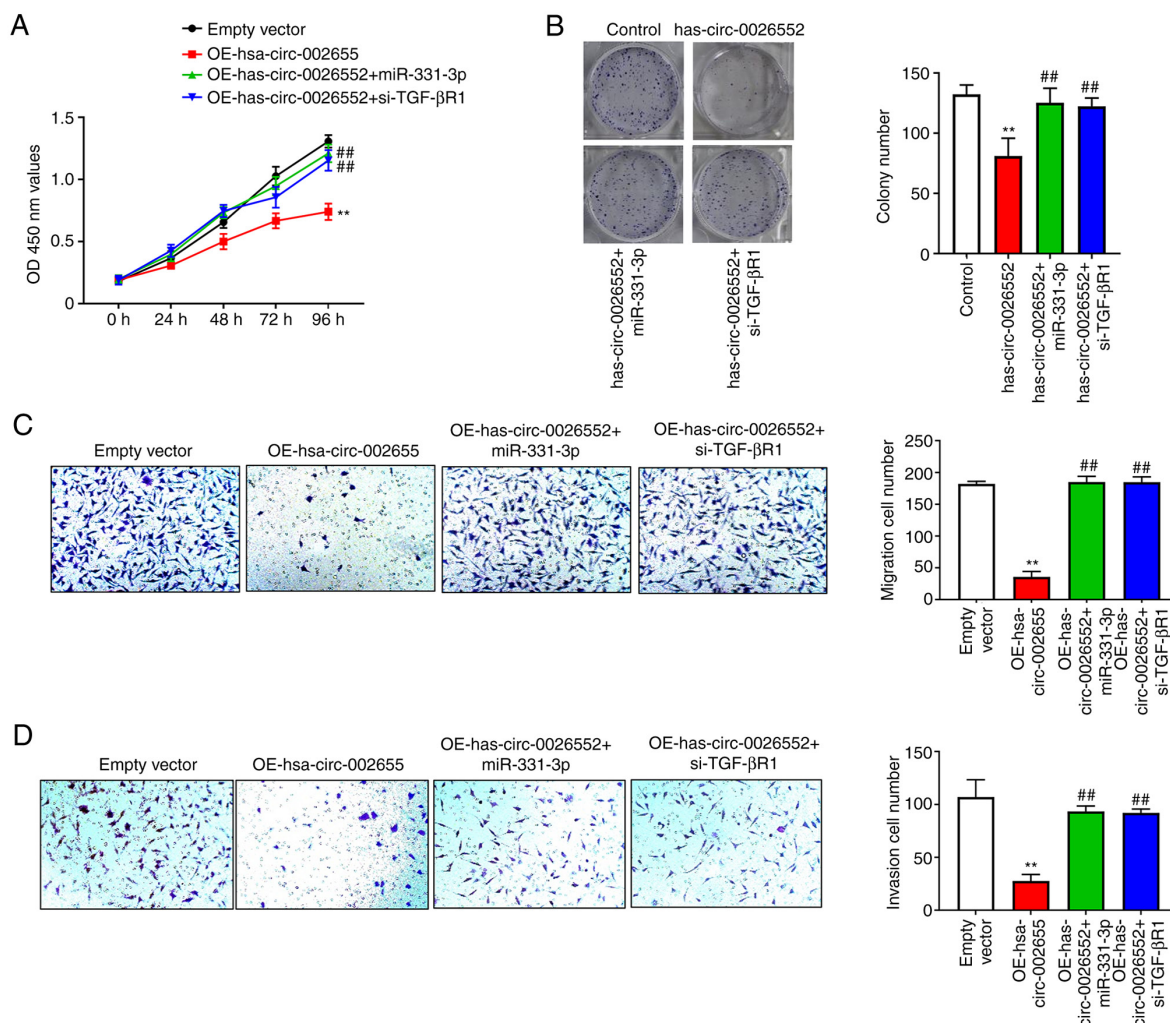 A
Empty vector
OE-hsa-circ-002655
OE-has-circ-0026552+miR-331-3p
OE-has-circ-0026552+si-TGF-βR1
OD 450 nm values
1.5
1.0
0.5
0
##
##
**
0 h
24 h
48 h
72 h
96 h
B
Control
has-circ-0026552
has-circ-0026552+
miR-331-3p
has-circ-0026552+
si-TGF-βR1
Colony number
150
100
50
0
**
##
##
Control
has-circ-0026552
has-circ-0026552+
miR-331-3p
has-circ-0026552+
si-TGF-βR1
C
Empty vector
OE-hsa-circ-002655
OE-has-circ-0026552+
miR-331-3p
OE-has-circ-0026552+
si-TGF-βR1
Migration cell number
250
200
150
100
50
0
**
##
##
Empty
vector
OE-hsa-
circ-002655
OE-has-
circ-0026552+
miR-331-3p
OE-has-
circ-0026552+
si-TGF-βR1
D
Empty vector
OE-hsa-circ-002655
OE-has-circ-0026552+
miR-331-3p
OE-has-circ-0026552+
si-TGF-βR1
Invasion cell number
150
100
50
0
**
##
##
Empty
vector
OE-hsa-
circ-002655
OE-has-
circ-0026552+
miR-331-3p
OE-has-
circ-0026552+
si-TGF-βR1